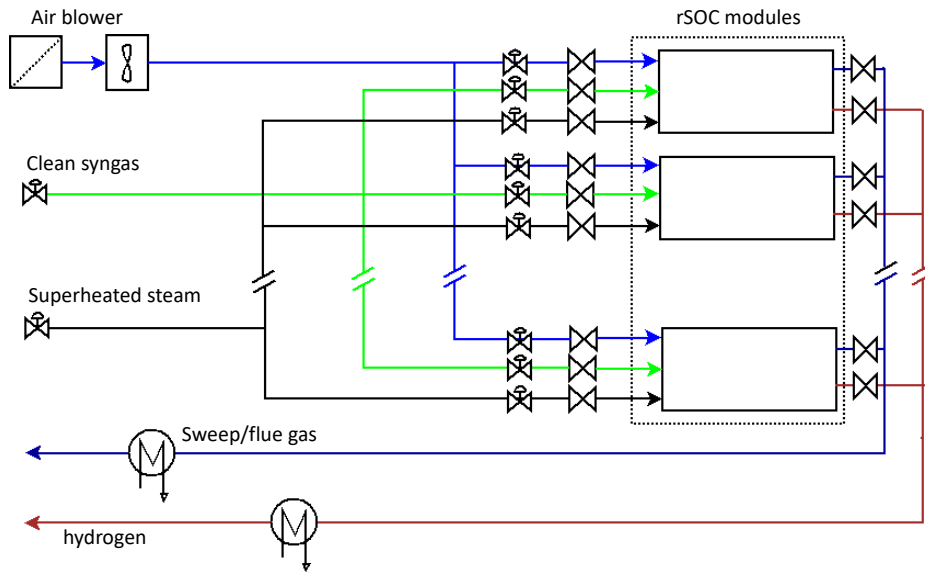 Air blower
rSOC modules
Clean syngas
Superheated steam
Sweep/flue gas
hydrogen